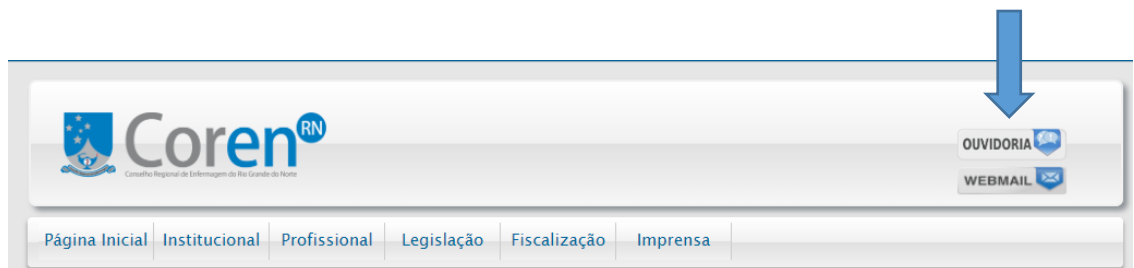 Coren RN
Conselho Regional de Enfermagem do Rio Grande do Norte
OUVIDORIA
WEBMAIL
Página Inicial Institucional Profissional Legislação Fiscalização Imprensa